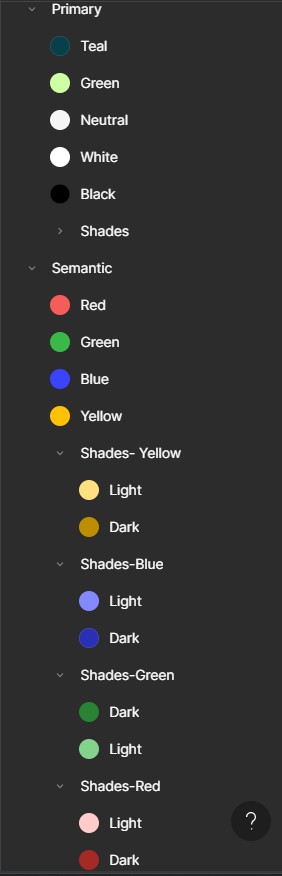 Primary
Teal
Green
Neutral
White
Black
Shades
Semantic
Red
Green
Blue
Yellow
Shades- Yellow
Light
Dark
Shades-Blue
Light
Dark
Shades-Green
Dark
Light
Shades-Red
Light
?
Dark